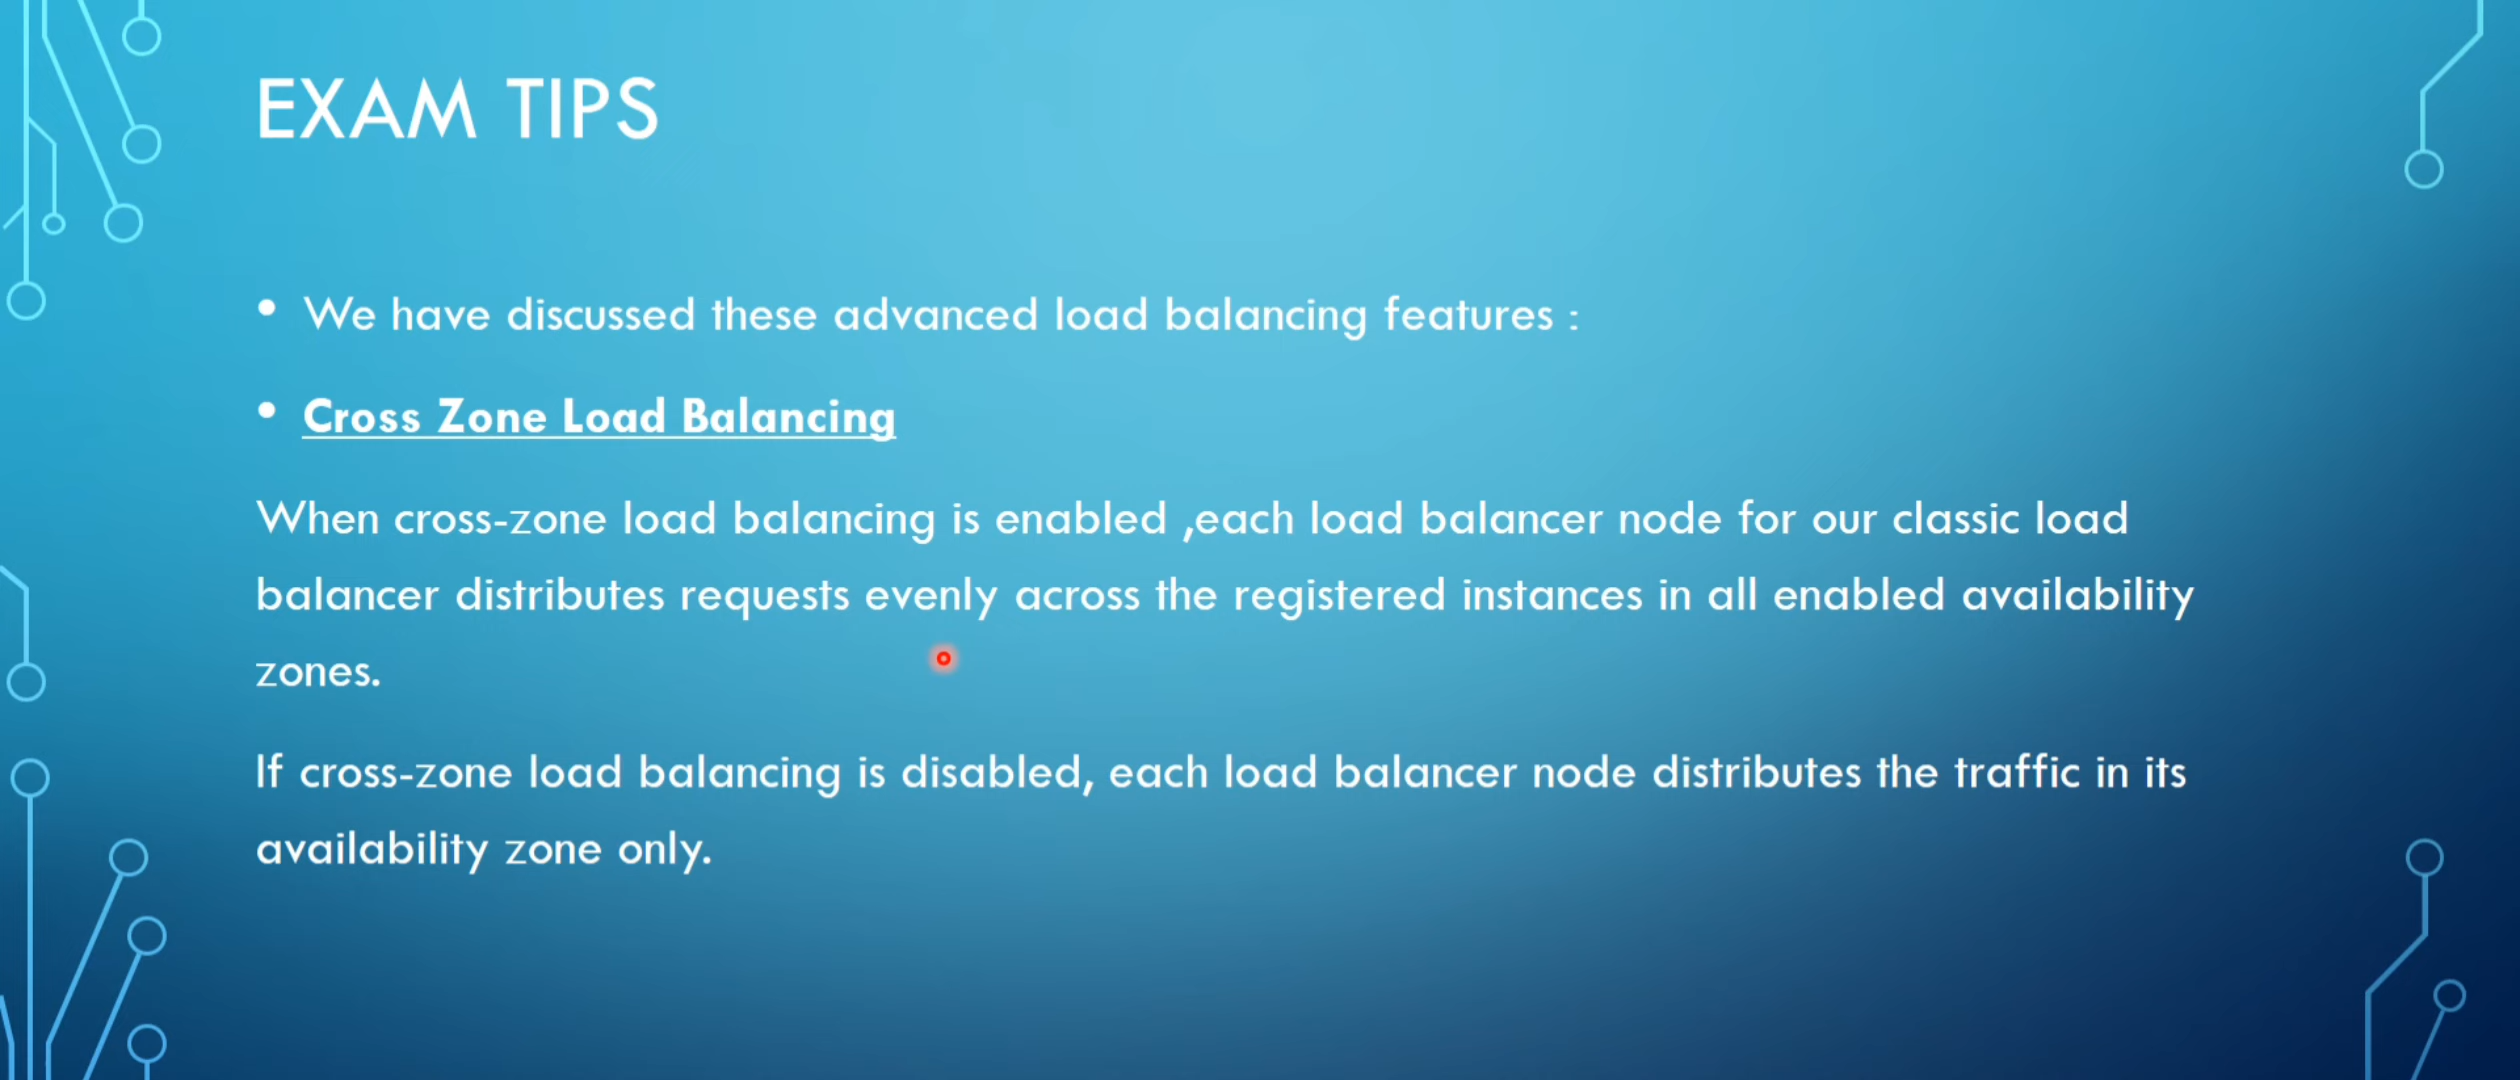 EXAM TIPS
• We have discussed these advanced load balancing features :
• Cross Zone Load Balancing
When cross-zone load balancing is enabled ,each load balancer node for our classic load
balancer distributes requests evenly across the registered instances in all enabled availability
zones.
If cross-zone load balancing is disabled, each load balancer node distributes the traffic in its
availability zone only.